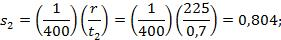 s₂ = (1/400)(r/t₂) = (1/400)(225/0,7) = 0,804;